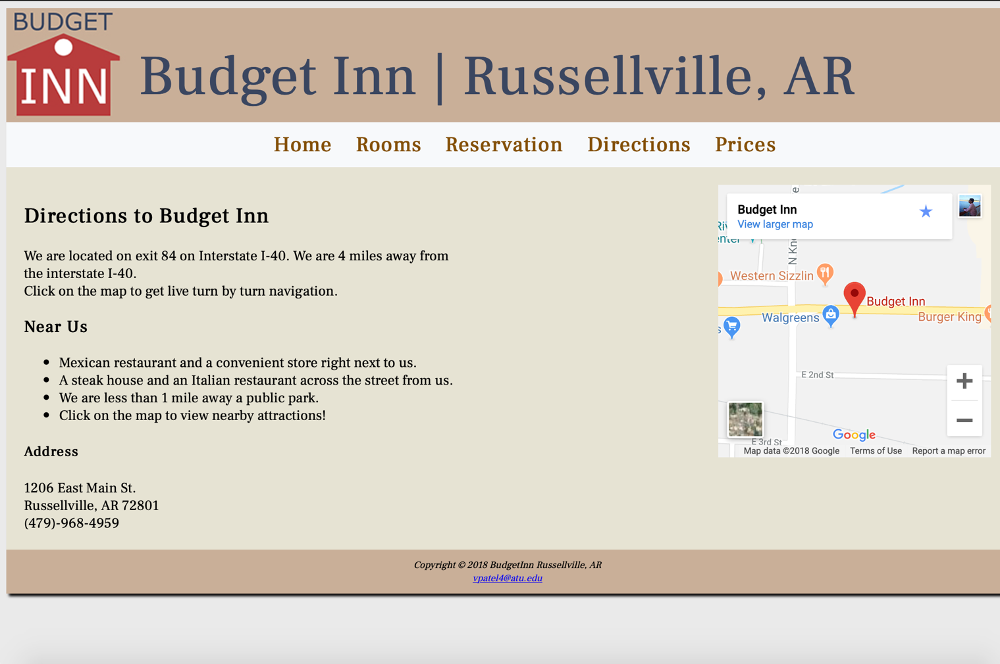 BUDGET
INN
Budget Inn | Russellville, AR
Home Rooms Reservation Directions Prices
Directions to Budget Inn
We are located on exit 84 on Interstate I-40. We are 4 miles away from
the interstate I-40.
Click on the map to get live turn by turn navigation.
Near Us
• Mexican restaurant and a convenient store right next to us.
• A steak house and an Italian restaurant across the street from us.
• We are less than 1 mile away a public park.
• Click on the map to view nearby attractions!
Address
1206 East Main St.
Russellville, AR 72801
(479)-968-4959
Budget Inn
View larger map
Western Sizzlin
Budget Inn
Walgreens
Burger King
E 2nd St
E 3rd St
Google
Map data ©2018 Google Terms of Use Report a map error
Copyright © 2018 BudgetInn Russellville, AR
vpatel4@atu.edu